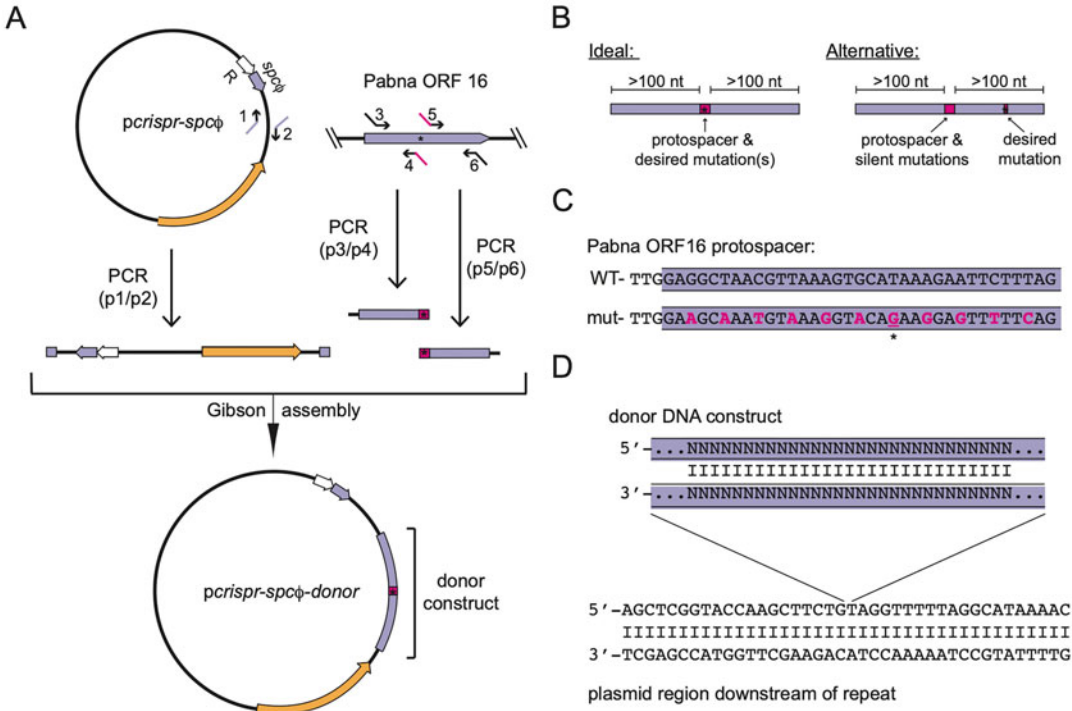 A
pcrispr-spcϕ
R
spcϕ
1
2
Pabna ORF 16
3
5
*
4
6
PCR
(p1/p2)
PCR
(p3/p4)
PCR
(p5/p6)
*
*
Gibson assembly
pcrispr-spcϕ-donor
*
donor
construct
B
Ideal:
>100 nt >100 nt
*
protospacer &
desired mutation(s)
Alternative:
>100 nt >100 nt
*
protospacer &
silent mutations
desired
mutation
C
Pabna ORF16 protospacer:
WT- TTGGAGGCTAACGTTAAAGTGCATAAAGAATTCTTTAG
mut- TTGGAAGCAAATGTAAAGGTACAGAAGGAGTTTTTCAG
*
D
donor DNA construct
5′-...NNNNNNNNNNNNNNNNNNNNNNNNNNNNN...
IIIIIIIIIIIIIIIIIIIIIIIIIIIII
3′-...NNNNNNNNNNNNNNNNNNNNNNNNNNNNN...
5′-AGCTCGGTACCAAGCTTCTGTAGGTTTTTAGGCATAAAAC
IIIIIIIIIIIIIIIIIIIIIIIIIIIIIIIIIIIIIIII
3′-TCGAGCCATGGTTCGAAGACATCCAAAAATCCGTATTTTG
plasmid region downstream of repeat